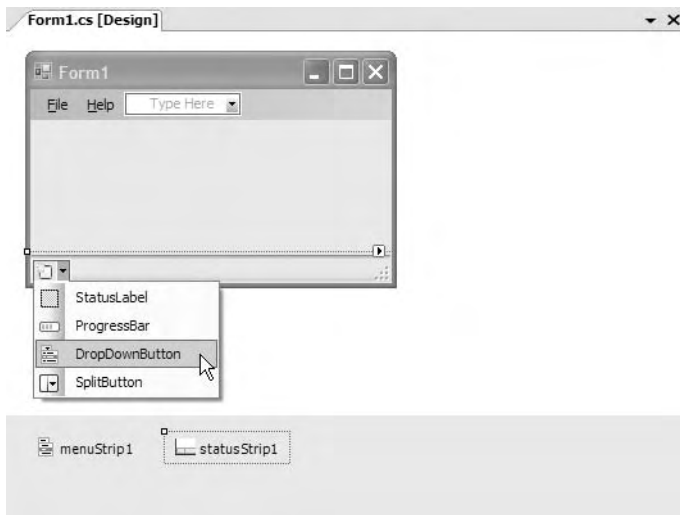 Form1.cs [Design]
Form1
File Help Type Here
StatusLabel
ProgressBar
DropDownButton
SplitButton
menuStrip1 statusStrip1